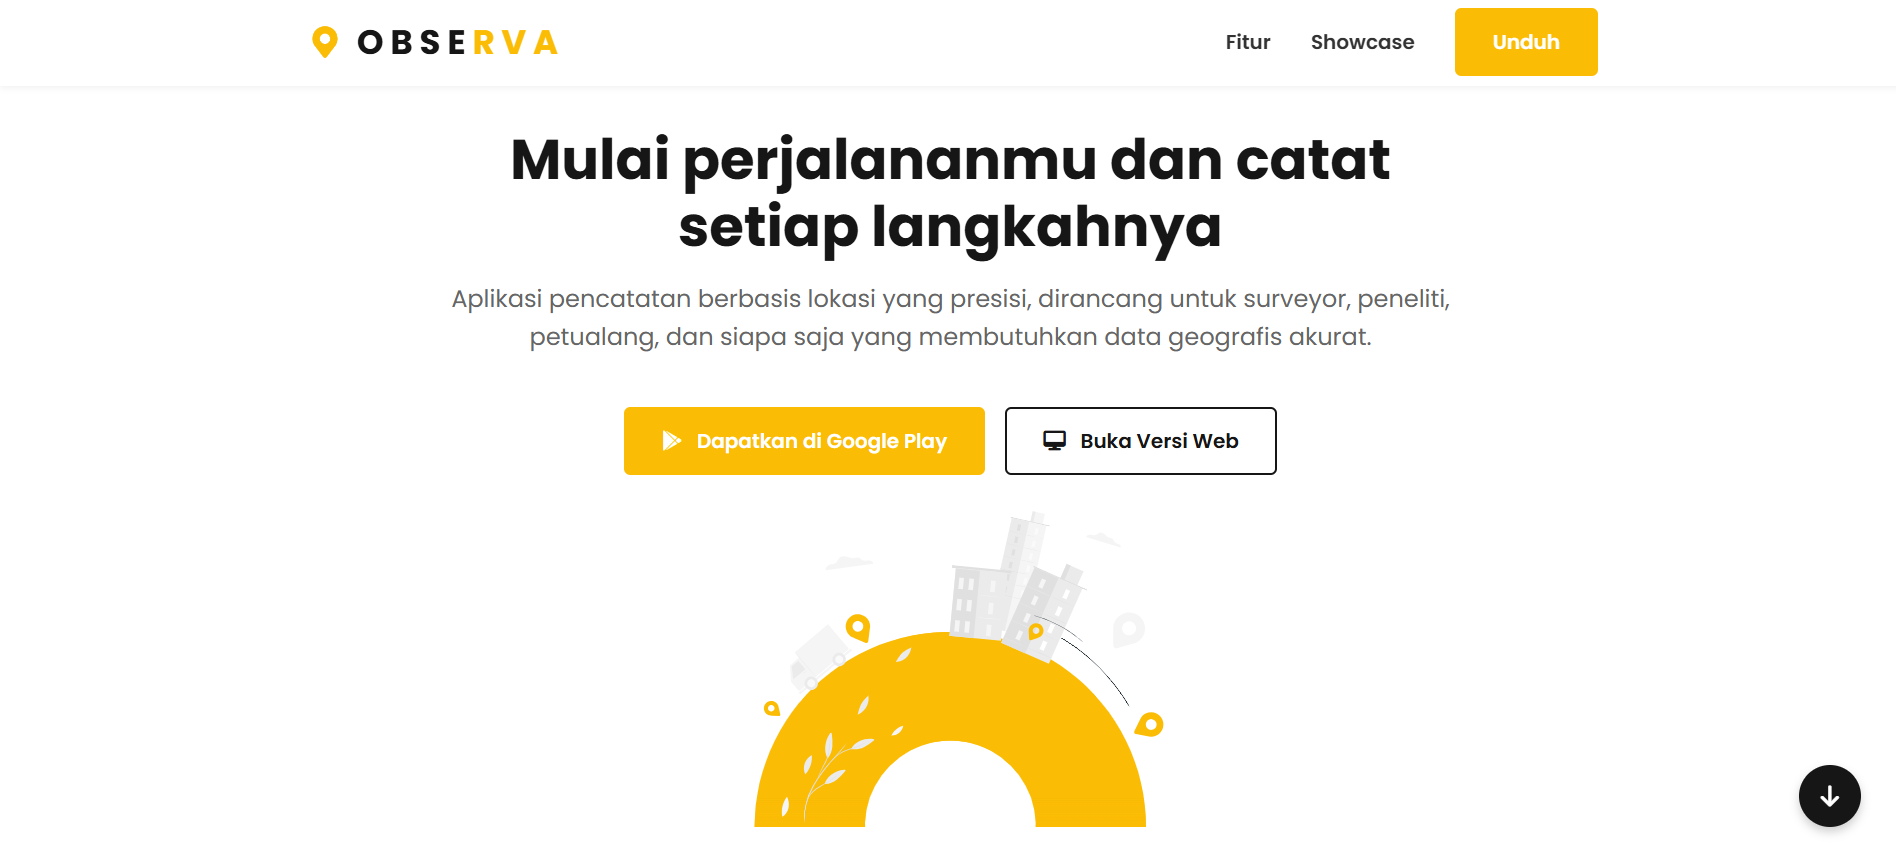 OBSERVA
Fitur
Showcase
Unduh
Mulai perjalananmu dan catat
setiap langkahnya
Aplikasi pencatatan berbasis lokasi yang presisi, dirancang untuk surveyor, peneliti,
petualang, dan siapa saja yang membutuhkan data geografis akurat.
Dapatkan di Google Play
Buka Versi Web